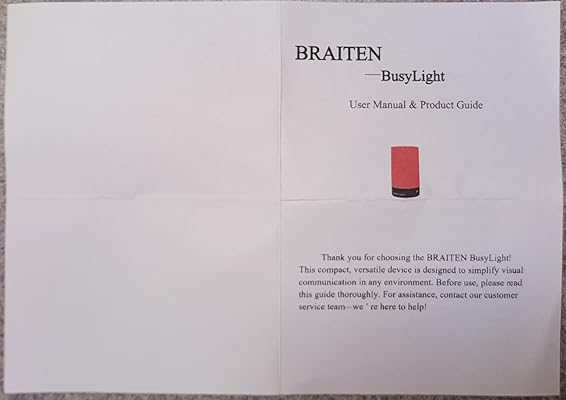 BRAITEN
—BusyLight
User Manual & Product Guide
Thank you for choosing the BRAITEN BusyLight!
This compact, versatile device is designed to simplify visual
communication in any environment. Before use, please read
this guide thoroughly. For assistance, contact our customer
service team—we ' re here to help!